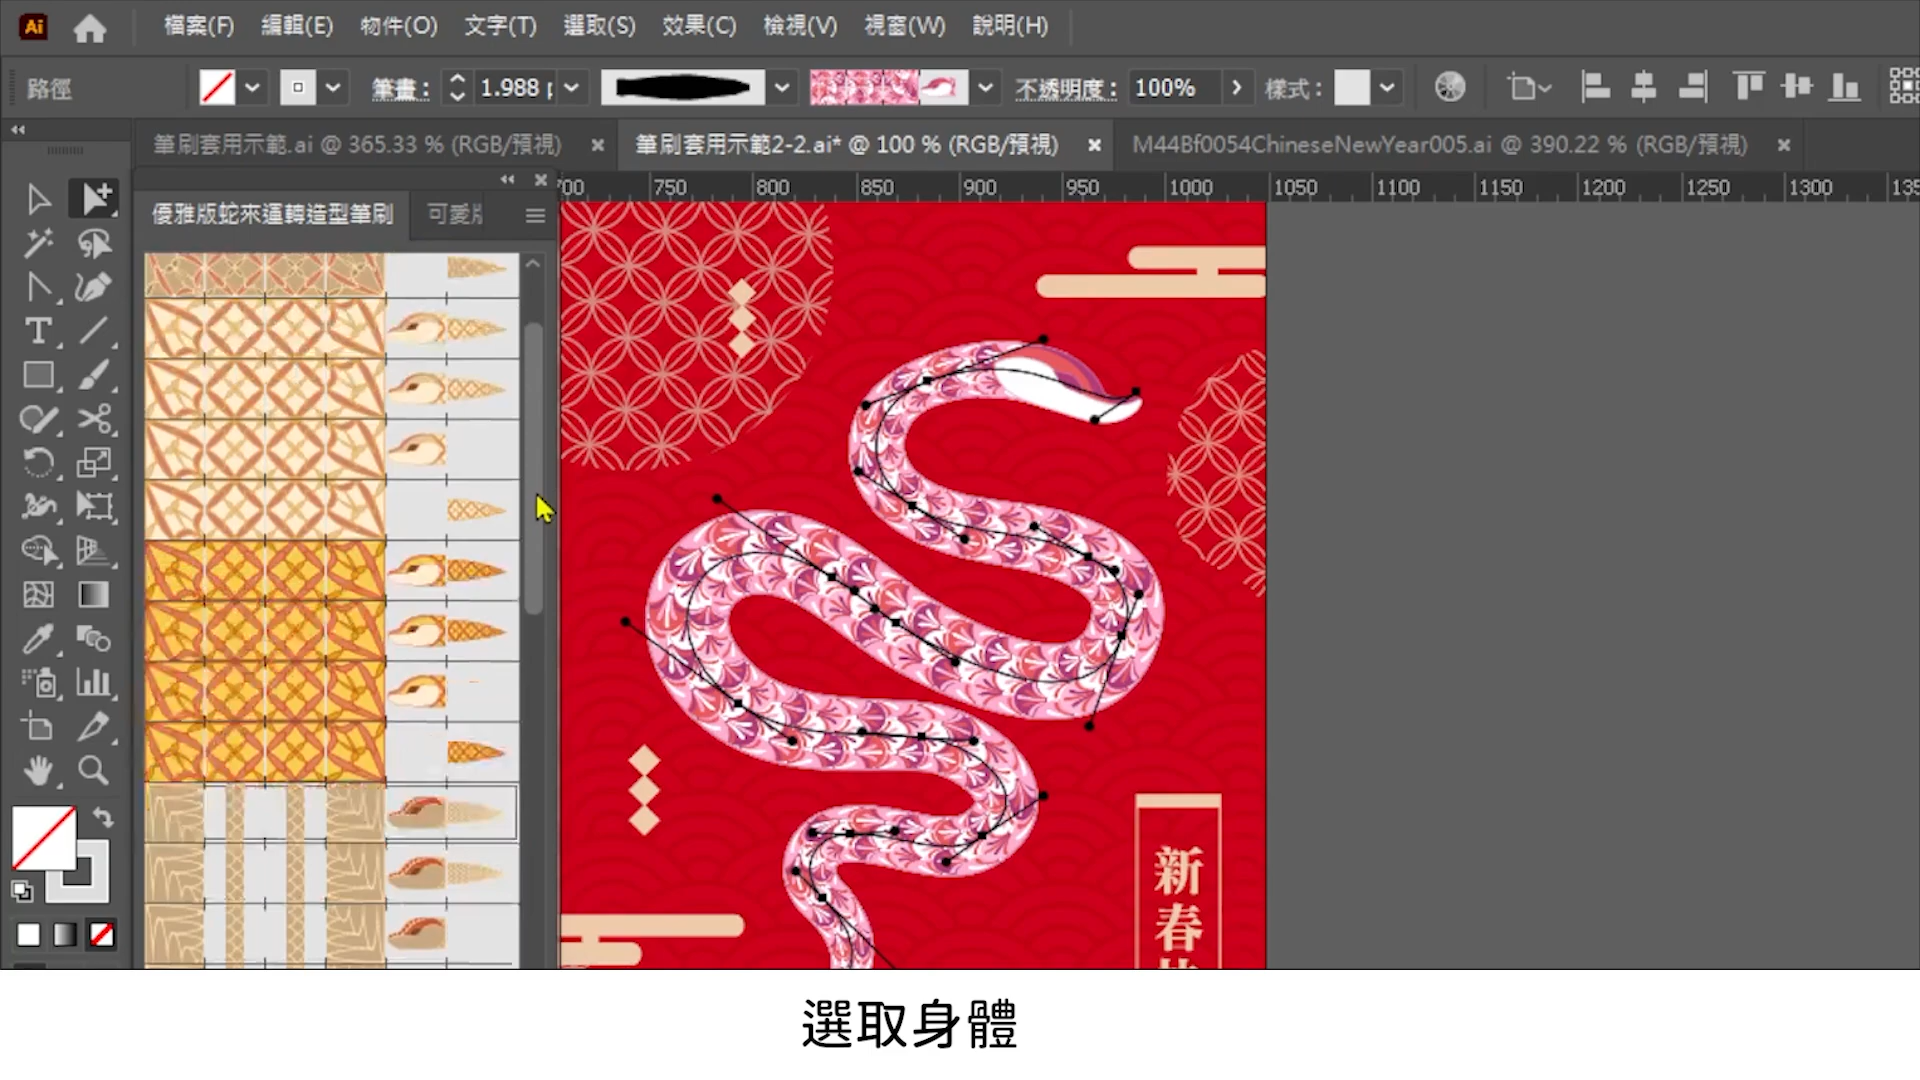 Ai 檔案(F) 編輯(E) 物件(O) 文字(T) 選取(S) 效果(C) 檢視(V) 視窗(W) 說明(H)
路徑 筆畫： 1.988 不透明度： 100% 樣式：
筆刷套用示範.ai @ 365.33 % (RGB/預視) × 筆刷套用示範2-2.ai* @ 100 % (RGB/預視) × M44Bf0054ChineseNewYear005.ai @ 390.22 % (RGB/預視) ×
750 800 850 900 950 1000 1050 1100 1150 1200 1250 1300
優雅版蛇來運轉造型筆刷 可愛
新
春
選取身體